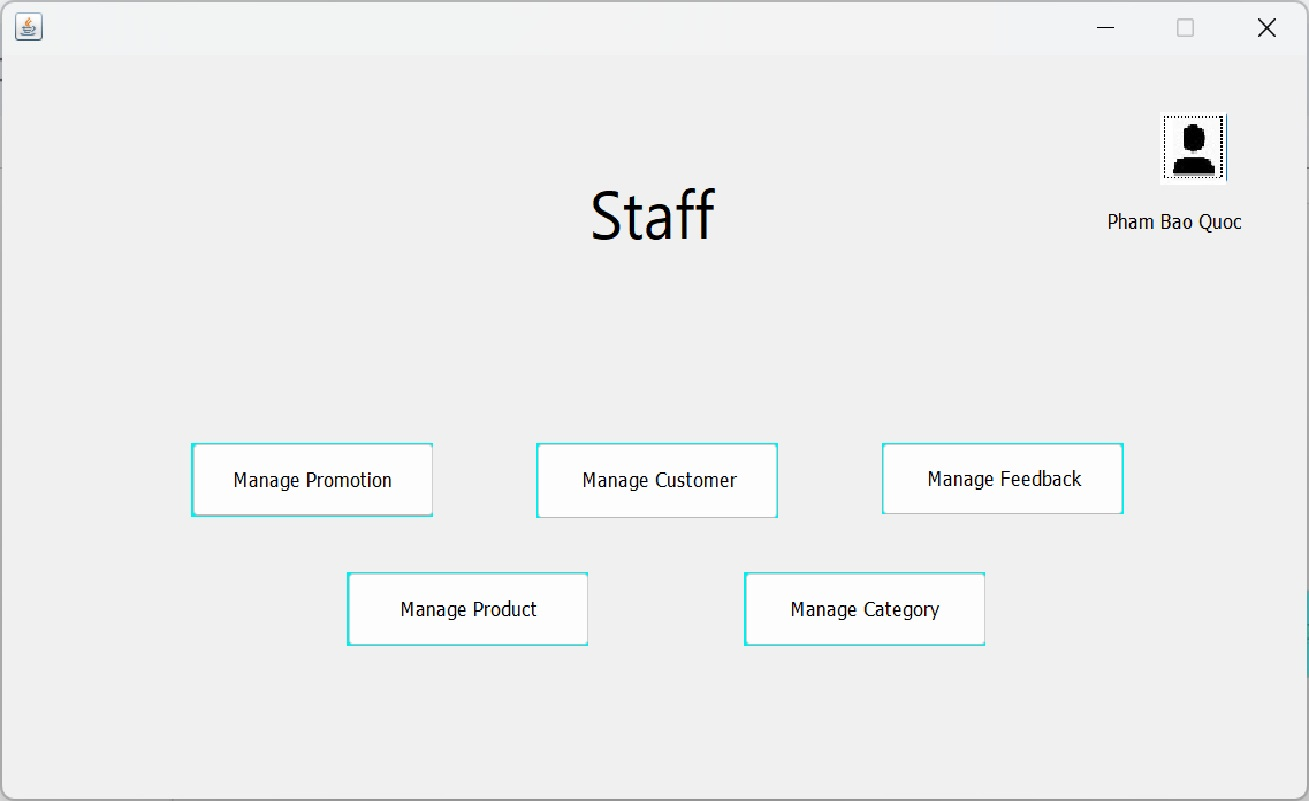 Staff
Pham Bao Quoc
Manage Promotion
Manage Customer
Manage Feedback
Manage Product
Manage Category